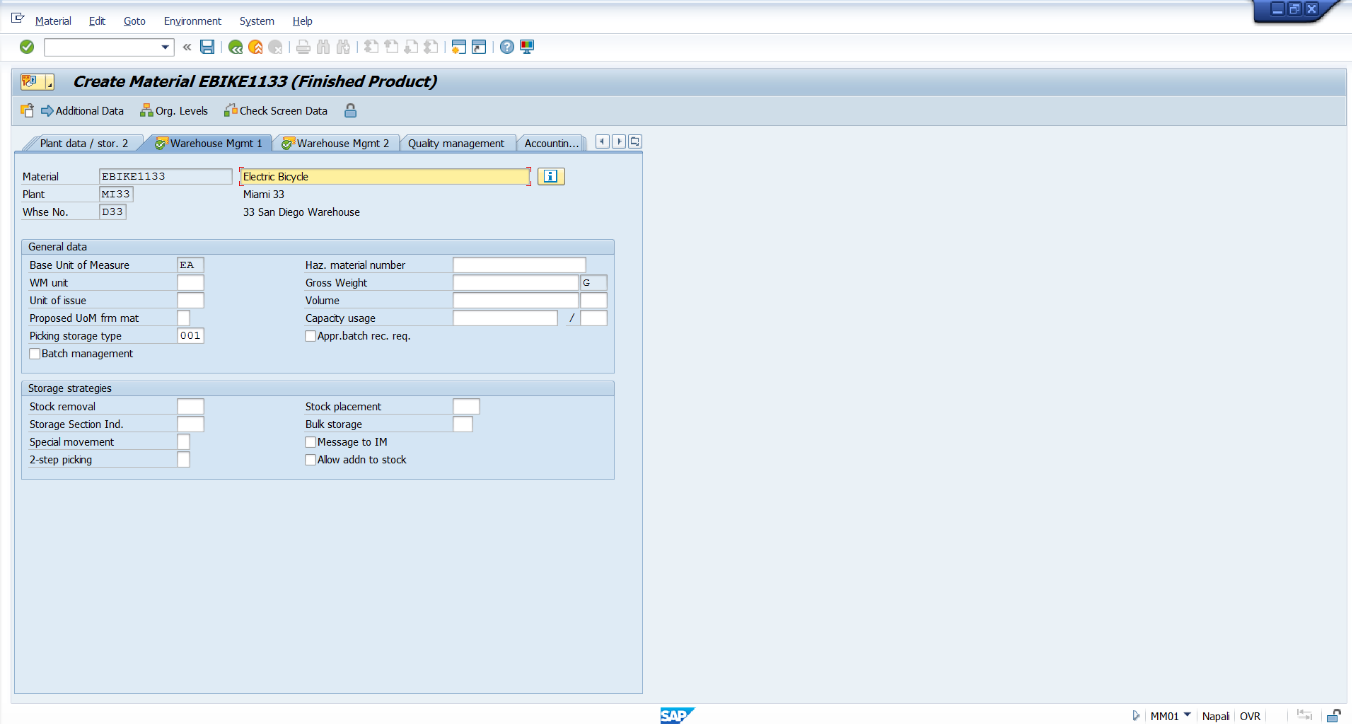 Material Edit Goto Environment System Help
Create Material EBIKE1133 (Finished Product)
Additional Data Org. Levels Check Screen Data
Plant data / stor. 2 Warehouse Mgmt 1 Warehouse Mgmt 2 Quality management Accountin...
Material EBIKE1133 Electric Bicycle
Plant MI33 Miami 33
Whse No. D33 33 San Diego Warehouse
General data
Base Unit of Measure EA Haz. material number
WM unit Gross Weight G
Unit of issue Volume
Proposed UoM frm mat Capacity usage /
Picking storage type 001 Appr.batch rec. req.
Batch management
Storage strategies
Stock removal Stock placement
Storage Section Ind. Bulk storage
Special movement Message to IM
2-step picking Allow addn to stock
SAP MM01 Napali OVR